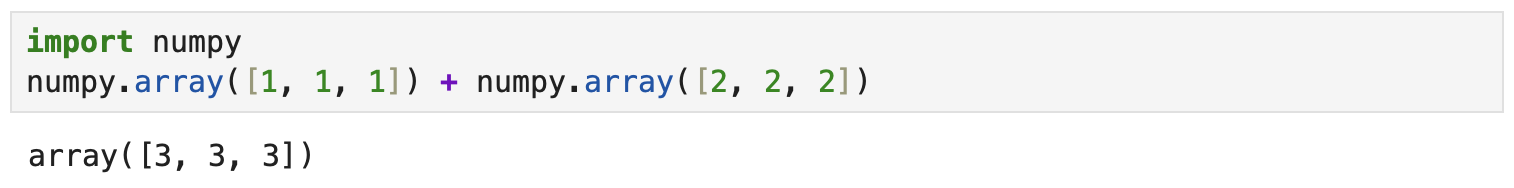 import numpy
numpy.array([1, 1, 1]) + numpy.array([2, 2, 2])
array([3, 3, 3])